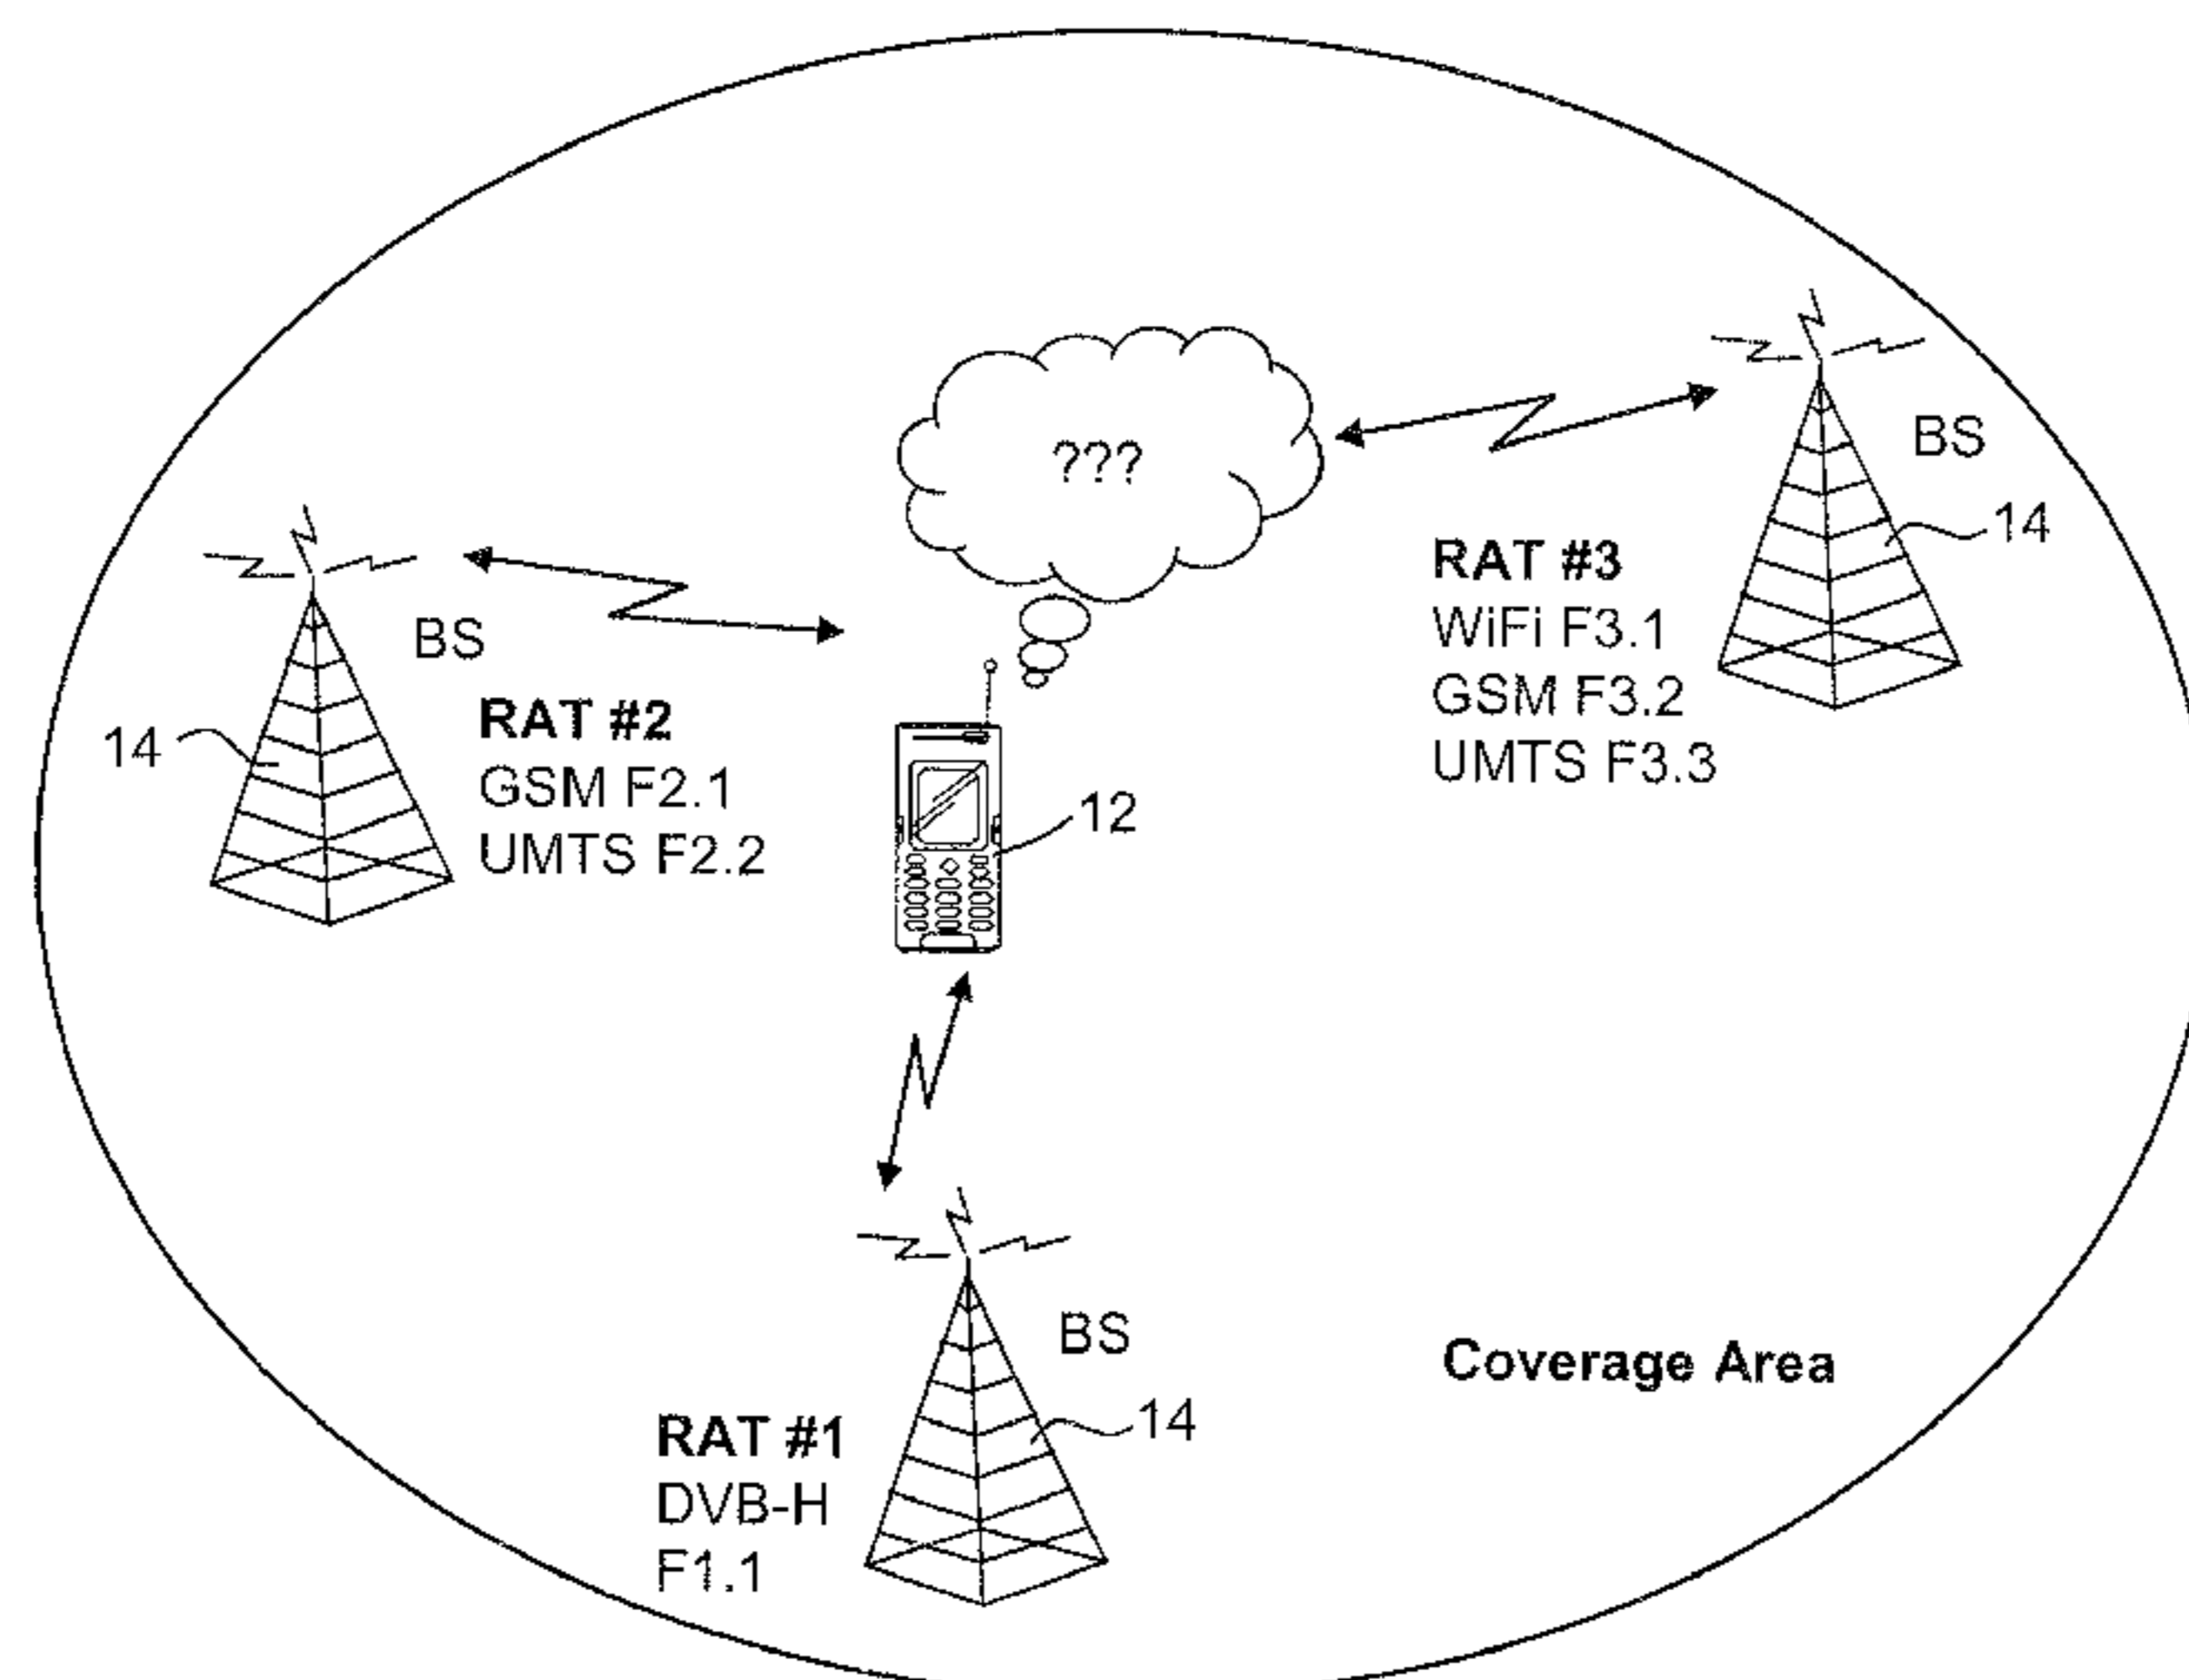 ???
BS
14
RAT #3
WiFi F3.1
GSM F3.2
UMTS F3.3
BS
14
RAT #2
GSM F2.1
UMTS F2.2
12
BS
14
RAT #1
DVB-H
F1.1
Coverage Area